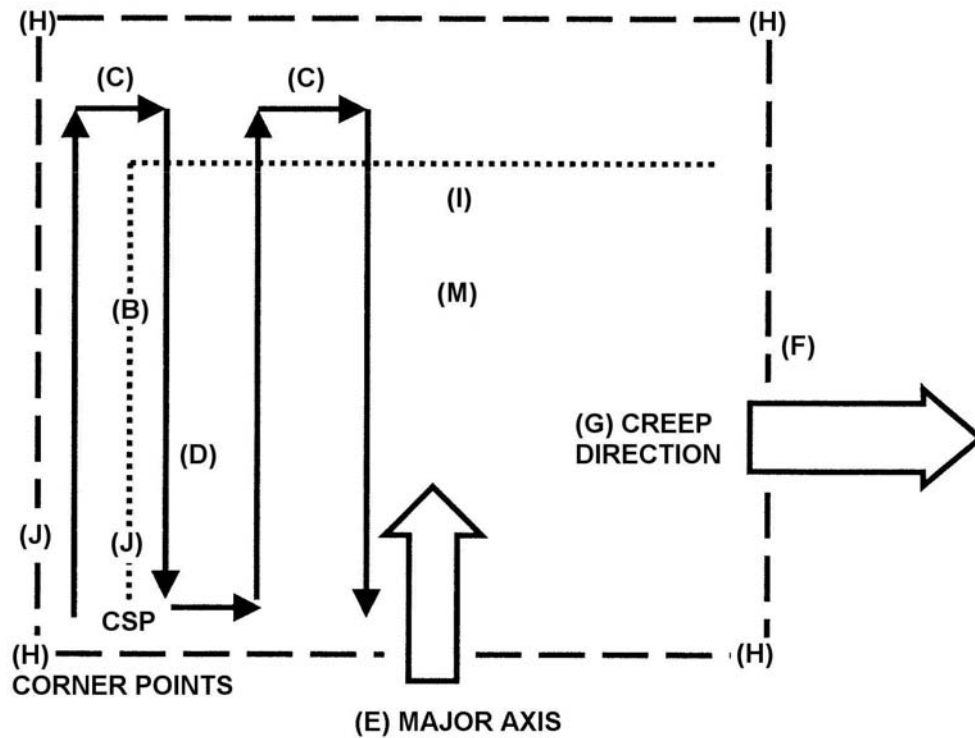 (H) (H)
(C) (C)
(I)
(M)
(B)
(F)
(G) CREEP
DIRECTION
(D)
(J) (J)
CSP
(H) (H)
CORNER POINTS
(E) MAJOR AXIS